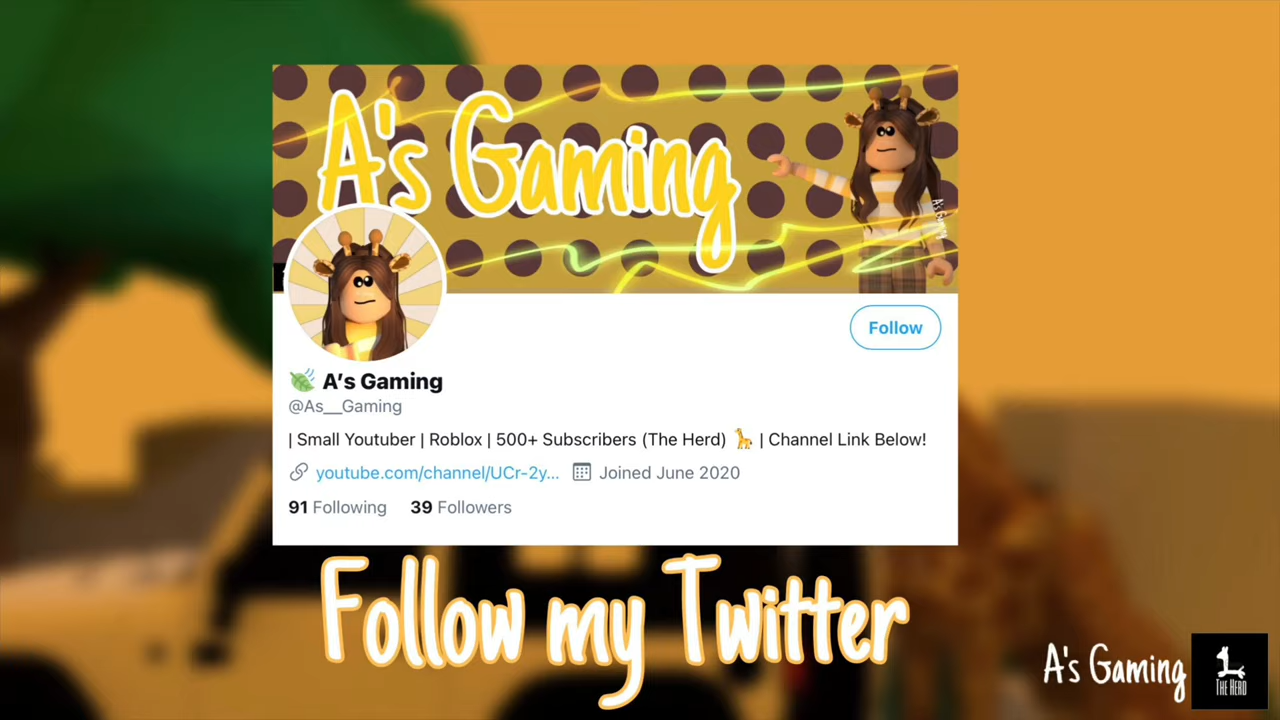 A's Gaming
A's Gaming
Follow
A's Gaming
@As__Gaming
| Small Youtuber | Roblox | 500+ Subscribers (The Herd) 🦒 | Channel Link Below!
youtube.com/channel/UCr-2y... Joined June 2020
91 Following 39 Followers
Follow my Twitter
A's Gaming
THE HERD